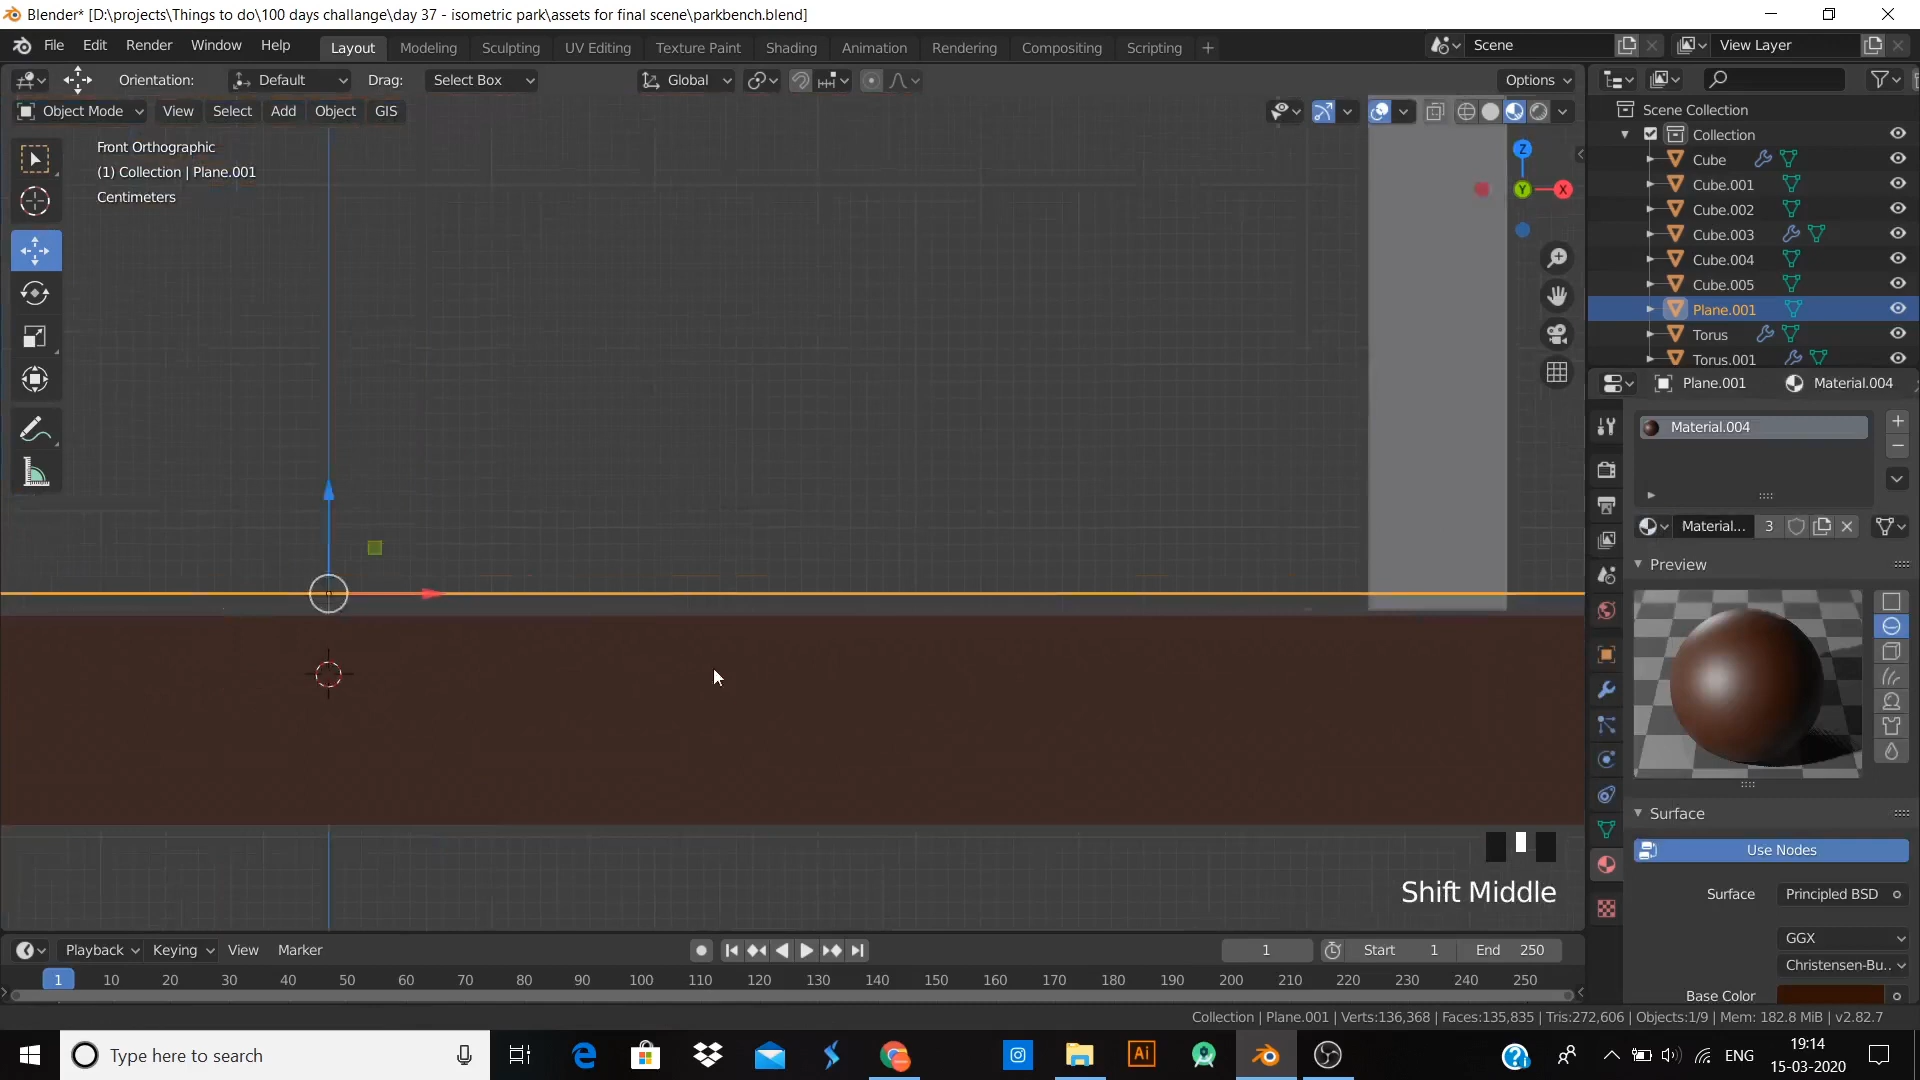 Blender* [D:\projects\Things to do\100 days challange\day 37 - isometric park\assets for final scene\parkbench.blend]
File Edit Render Window Help Layout Modeling Sculpting UV Editing Texture Paint Shading Animation Rendering Compositing Scripting + Scene View Layer
Orientation: Default Drag: Select Box Global Options
Object Mode View Select Add Object GIS
Front Orthographic
(1) Collection | Plane.001
Centimeters
Z
Y
X
Scene Collection
Collection
Cube
Cube.001
Cube.002
Cube.003
Cube.004
Cube.005
Plane.001
Torus
Torus.001
Plane.001 Material.004
Material.004
Material... 3
Preview
Surface
Use Nodes
Surface Principled BSD
GGX
Christensen-Bu..
Base Color
Shift Middle
Playback Keying View Marker 1 Start 1 End 250
1 10 20 30 40 50 60 70 80 90 100 110 120 130 140 150 160 170 180 190 200 210 220 230 240 250
Collection | Plane.001 | Verts:136,368 | Faces:135,835 | Tris:272,606 | Objects:1/9 | Mem: 182.8 MiB | v2.82.7
Type here to search
Ai
ENG
19:14
15-03-2020